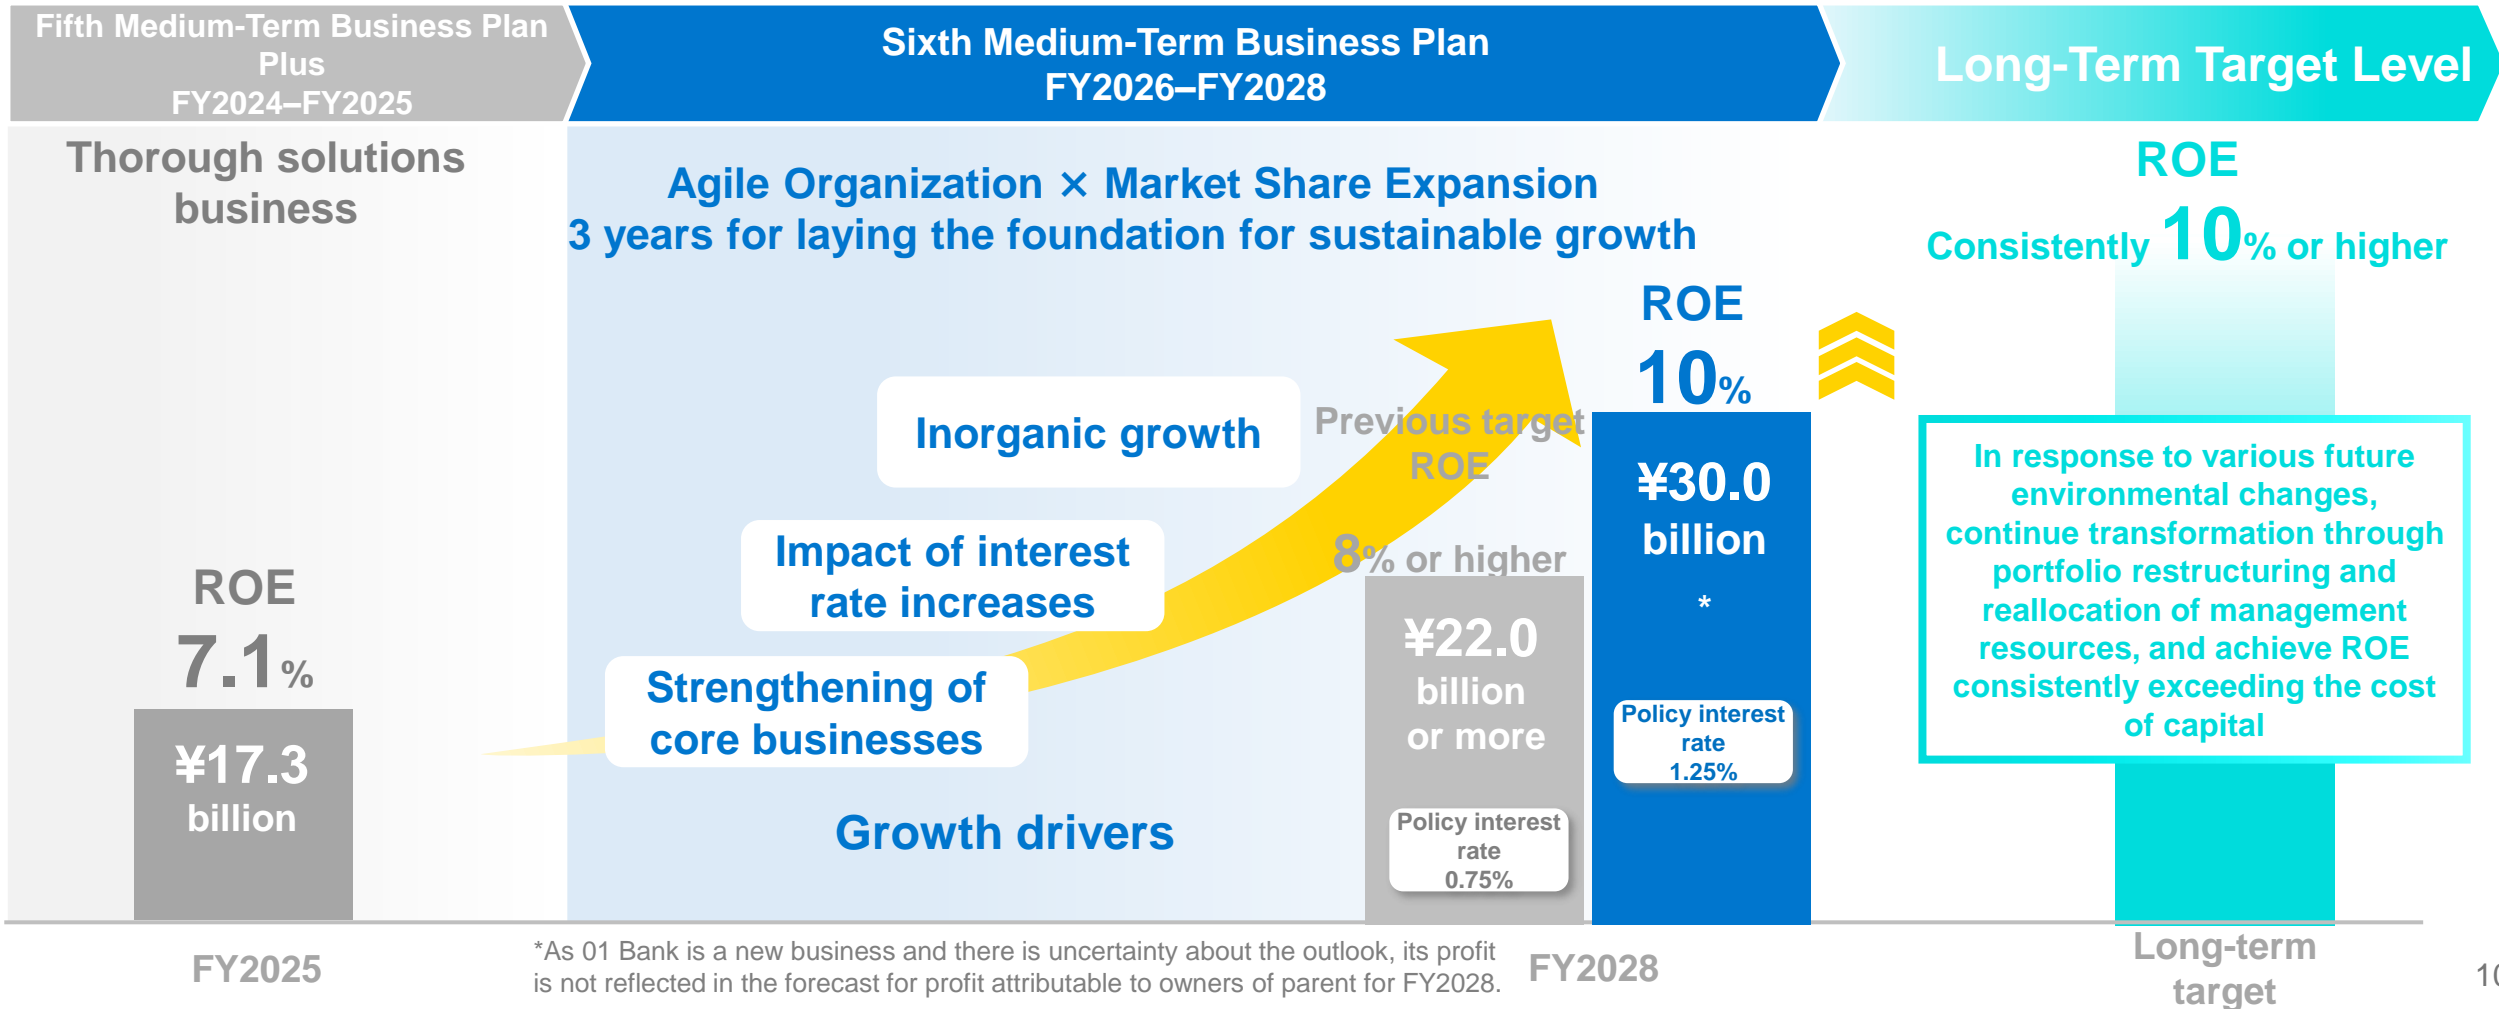 Fifth Medium-Term Business Plan
Plus
FY2024–FY2025
Sixth Medium-Term Business Plan
FY2026–FY2028
Long-Term Target Level
Thorough solutions
business
ROE
7.1%
¥17.3
billion
FY2025
Agile Organization × Market Share Expansion
3 years for laying the foundation for sustainable growth
Inorganic growth
Impact of interest
rate increases
Strengthening of
core businesses
Growth drivers
Previous target
ROE
8% or higher
¥22.0
billion
or more
Policy interest
rate
0.75%
ROE
10%
¥30.0
billion
*
Policy interest
rate
1.25%
FY2028
ROE
Consistently 10% or higher
In response to various future
environmental changes,
continue transformation through
portfolio restructuring and
reallocation of management
resources, and achieve ROE
consistently exceeding the cost
of capital
Long-term
target
*As 01 Bank is a new business and there is uncertainty about the outlook, its profit
is not reflected in the forecast for profit attributable to owners of parent for FY2028.